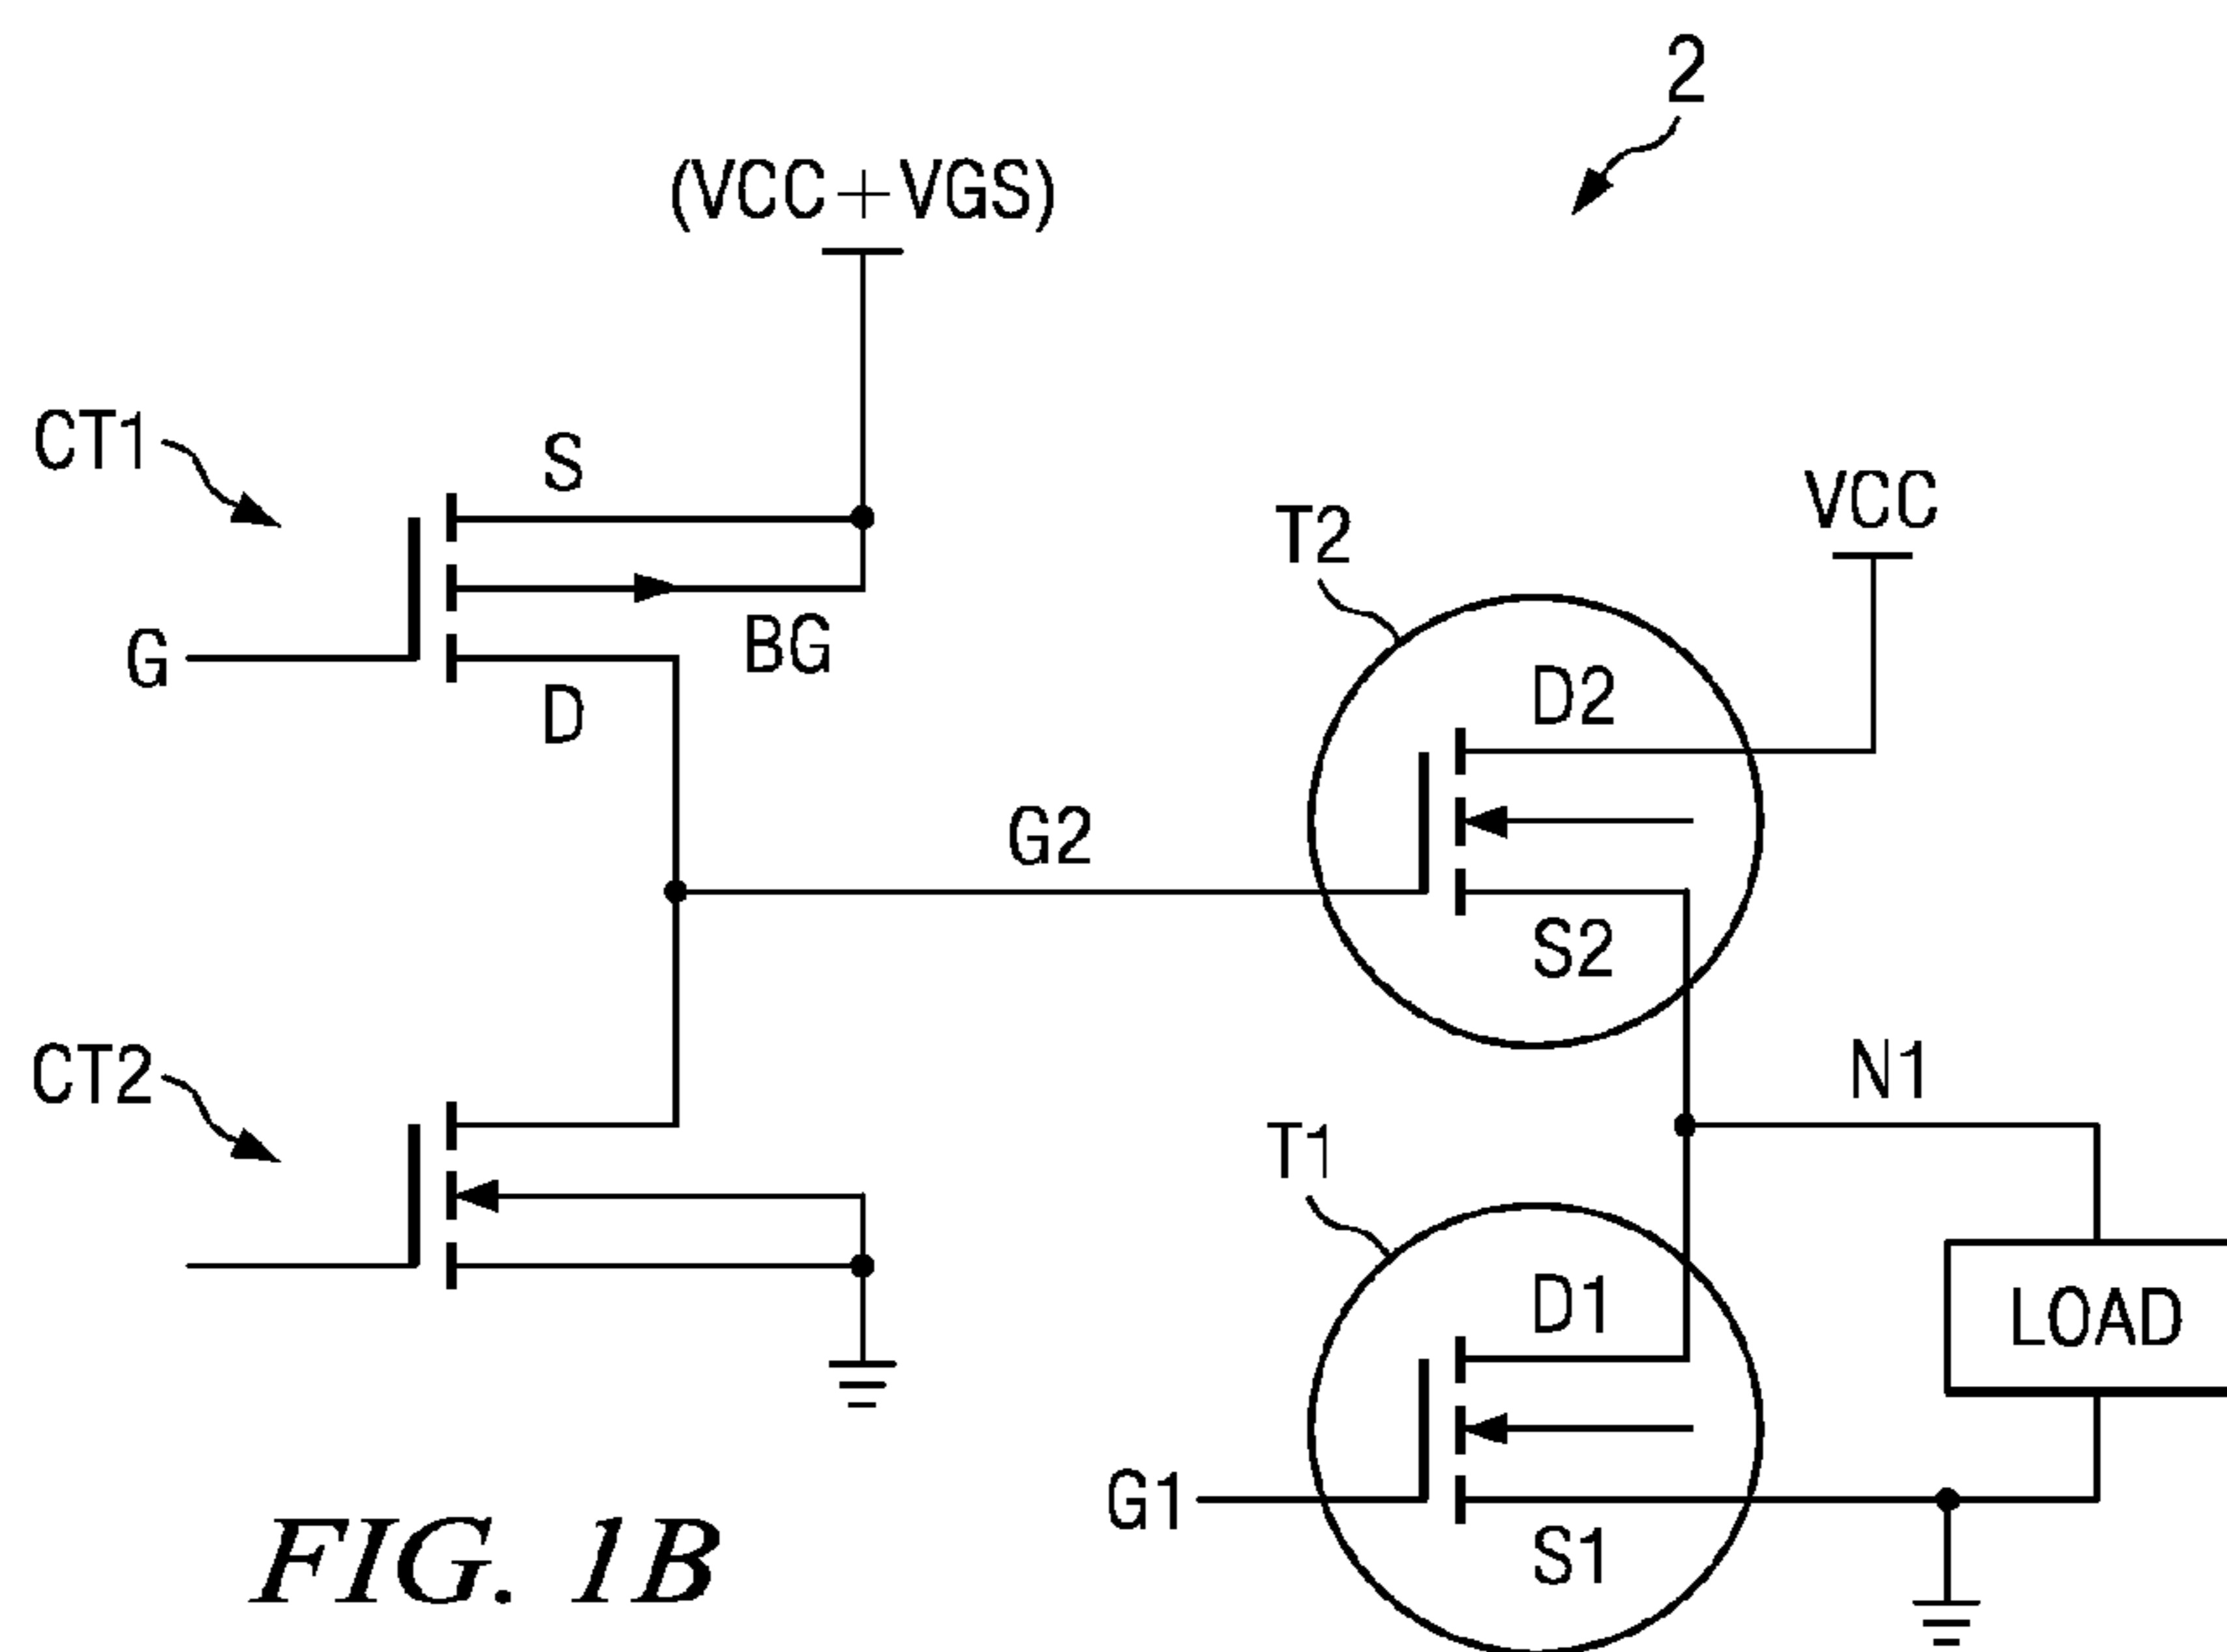 2
(VCC+VGS)
CT1
S
VCC
T2
G
BG
D2
D
G2
S2
CT2
N1
T1
D1
LOAD
G1
S1
FIG. 1B